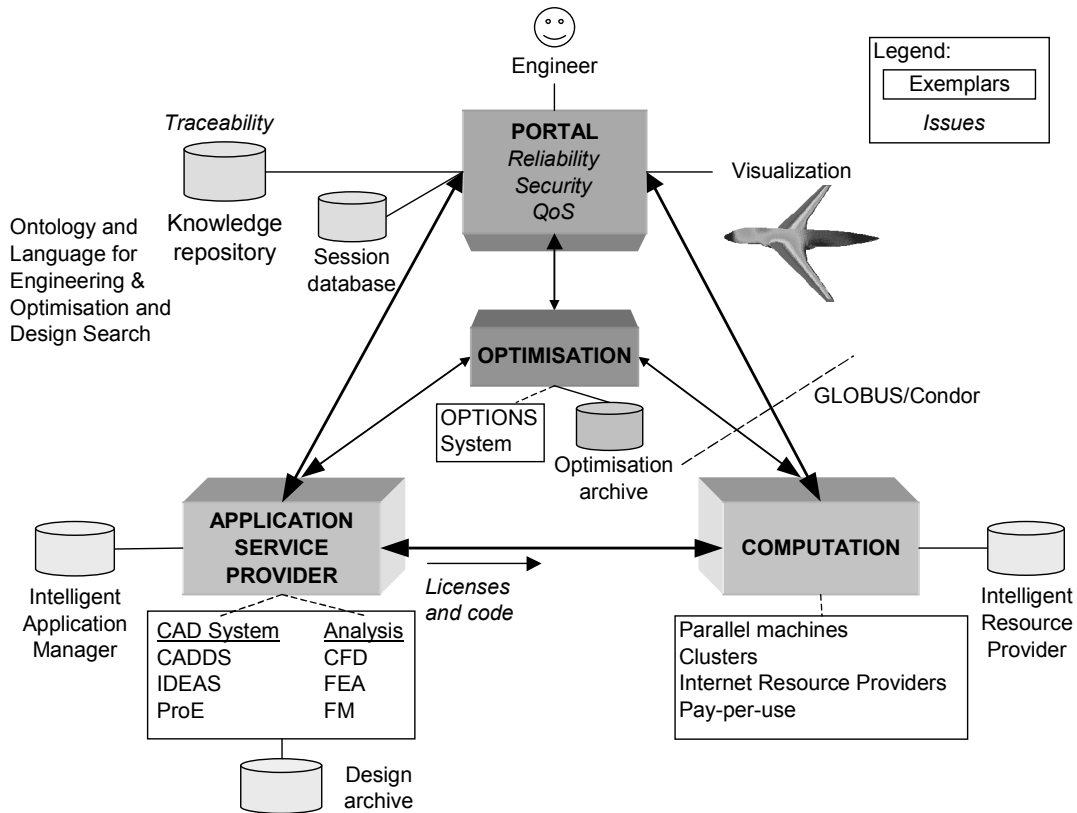 Engineer
Legend:
Exemplars
Issues
Traceability
PORTAL
Reliability
Security
QoS
Visualization
Knowledge
repository
Session
database
Ontology and
Language for
Engineering &
Optimisation and
Design Search
OPTIMISATION
OPTIONS
System
Optimisation
archive
GLOBUS/Condor
APPLICATION
SERVICE
PROVIDER
COMPUTATION
Licenses
and code
Intelligent
Application
Manager
Intelligent
Resource
Provider
CAD System Analysis
CADDS CFD
IDEAS FEA
ProE FM
Parallel machines
Clusters
Internet Resource Providers
Pay-per-use
Design
archive